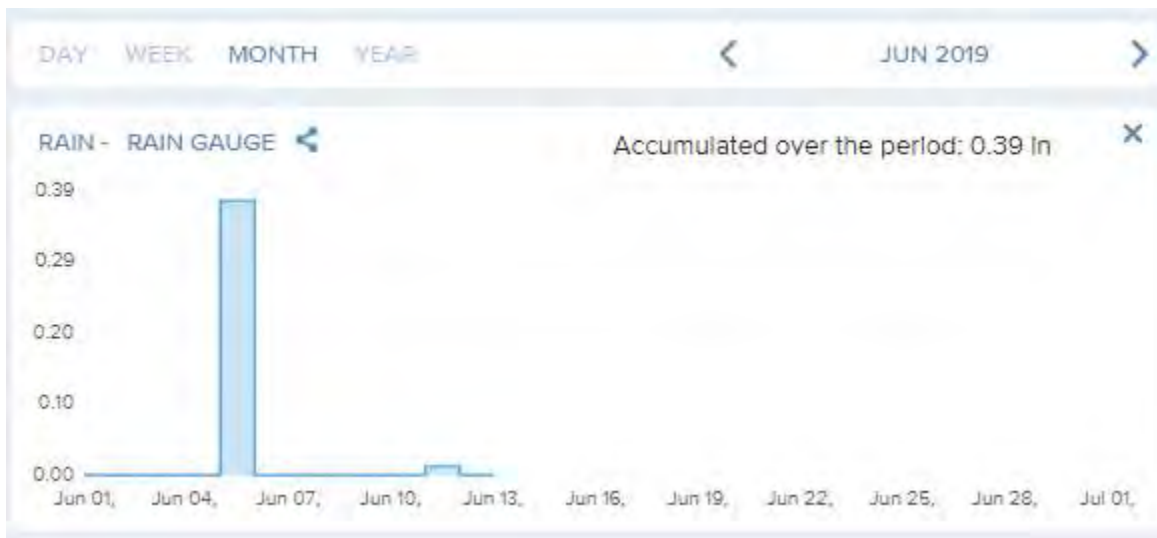 DAY WEEK MONTH YEAR JUN 2019
RAIN - RAIN GAUGE Accumulated over the period: 0.39 in
0.39
0.29
0.20
0.10
0.00
Jun 01, Jun 04, Jun 07, Jun 10, Jun 13, Jun 16, Jun 19, Jun 22, Jun 25, Jun 28, Jul 01,